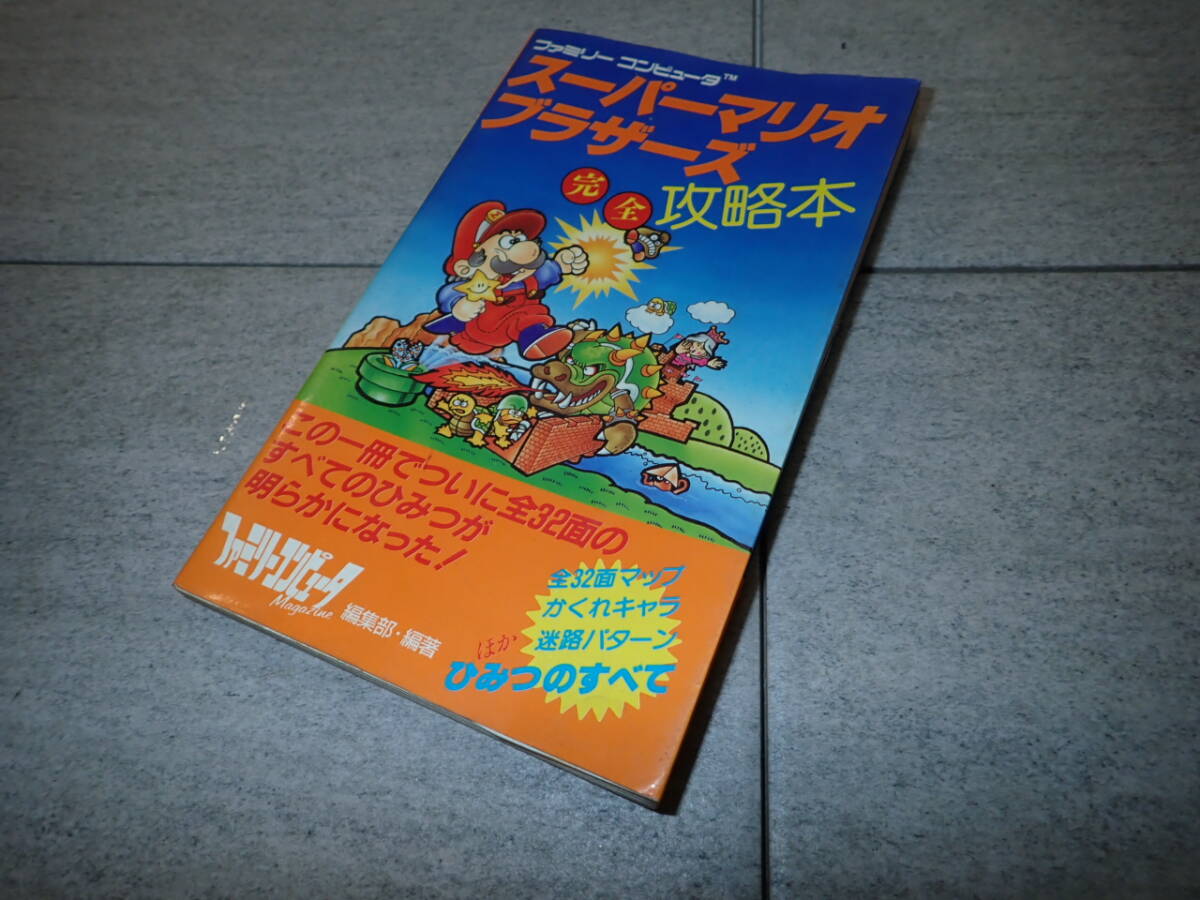 ファミリー コンピュータ™
スーパーマリオ
ブラザーズ
完全 攻略本
この一冊でついに全32面の
すべてのひみつが
明らかになった!
ファミリーコンピュータ
Magazine 編集部・編著
全32面マップ
かくれキャラ
迷路パターン
ほか
ひみつのすべて